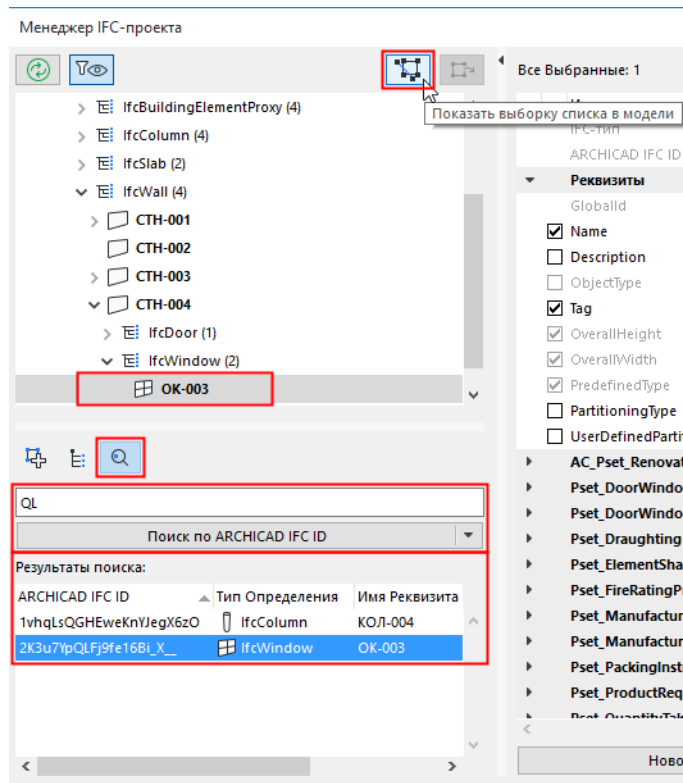 Менеджер IFC-проекта
Все Выбранные: 1
IfcBuildingElementProxy (4)
Показать выборку списка в модели
IfcColumn (4)
IFC-тип
IfcSlab (2)
ARCHICAD IFC ID
IfcWall (4)
Реквизиты
СТН-001
GlobalId
СТН-002
Name
СТН-003
Description
СТН-004
ObjectType
IfcDoor (1)
Tag
IfcWindow (2)
OverallHeight
ОК-003
OverallWidth
PredefinedType
PartitioningType
UserDefinedParti
AC_Pset_Renovat
QL
Pset_DoorWindo
Поиск по ARCHICAD IFC ID
Pset_DoorWindo
Результаты поиска:
Pset_Draughting
ARCHICAD IFC ID Тип Определения Имя Реквизита
Pset_ElementSha
1vhqLsQGHEweKnYJegX6zO IfcColumn КОЛ-004
Pset_FireRatingP
2K3u7YpQLFj9fe16Bi_X__ IfcWindow ОК-003
Pset_Manufactur
Pset_Manufactur
Pset_PackingInst
Pset_ProductReq
Pset_QuantityTak
Ново